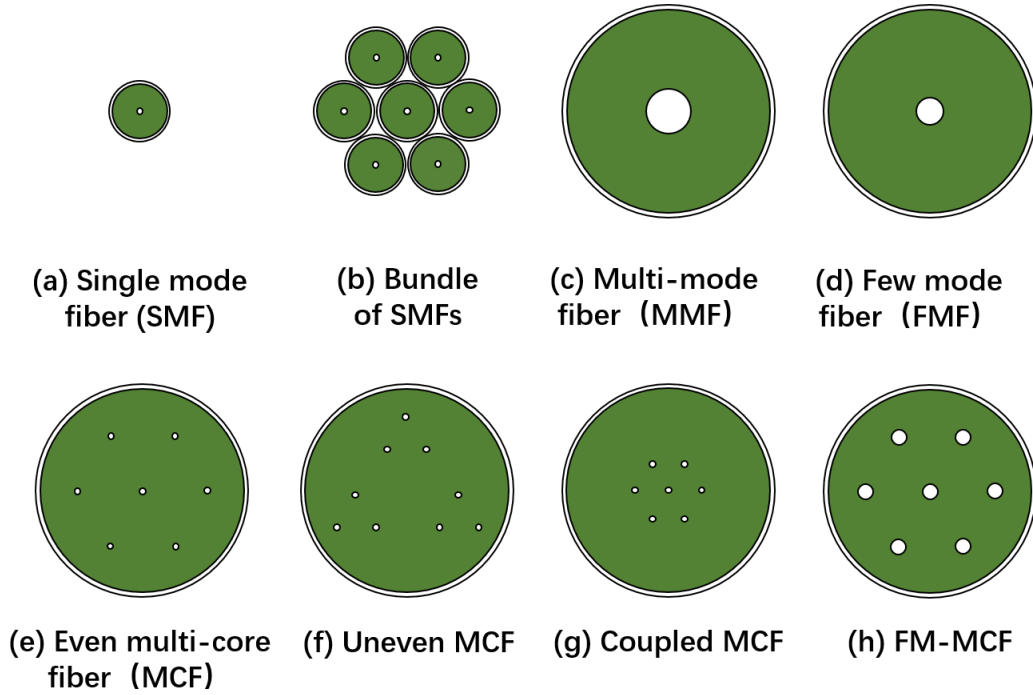 (a) Single mode
fiber (SMF)
(b) Bundle
of SMFs
(c) Multi-mode
fiber（MMF）
(d) Few mode
fiber（FMF）
(e) Even multi-core
fiber（MCF）
(f) Uneven MCF
(g) Coupled MCF
(h) FM-MCF